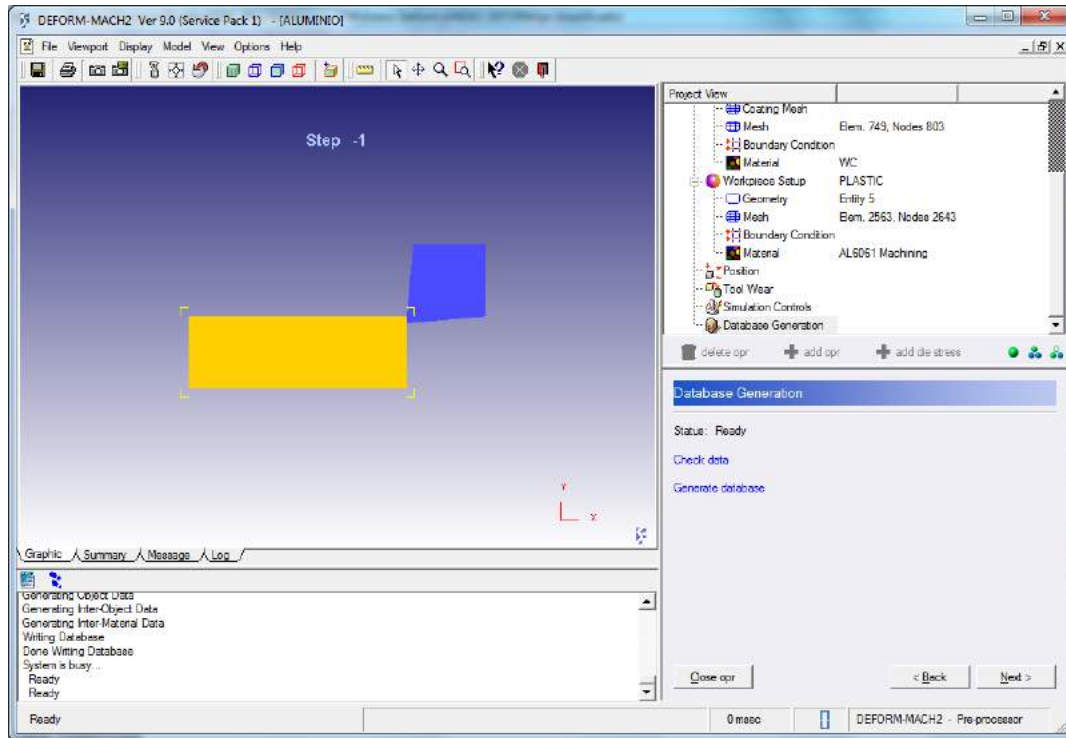 DEFORM-MACH2 Ver 9.0 (Service Pack 1) - [ALUMINIO]
File Viewport Display Model View Options Help
Step -1
Y
X
Graphic Summary Message Log
Generating Object Data
Generating Inter-Object Data
Generating Inter-Material Data
Writing Database
Done Writing Database
System is busy...
Ready
Ready
Project View
Coating Mesh
Mesh Elem. 749, Nodes 803
Boundary Condition
Material WC
Workpiece Setup PLASTIC
Geometry Entity 5
Mesh Elem. 2563, Nodes 2643
Boundary Condition
Material AL6061 Machining
Position
Tool Wear
Simulation Controls
Database Generation
delete opr add opr add die stress
Database Generation
Status: Ready
Check data
Generate database
Close opr < Back Next >
Ready 0 msec DEFORM-MACH2 - Pre-processor